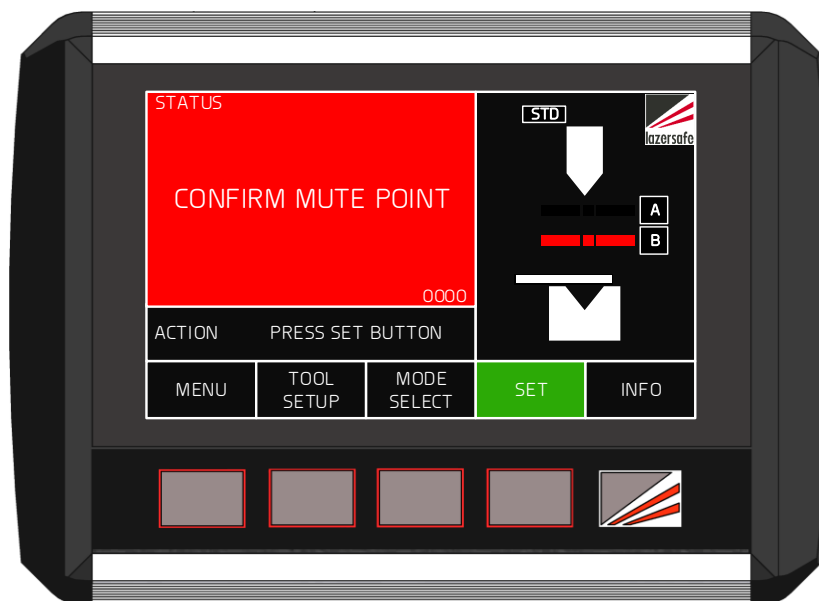 STATUS
CONFIRM MUTE POINT
0000
ACTION PRESS SET BUTTON
STD
lazersafe
A
B
MENU
TOOL
SETUP
MODE
SELECT
SET
INFO